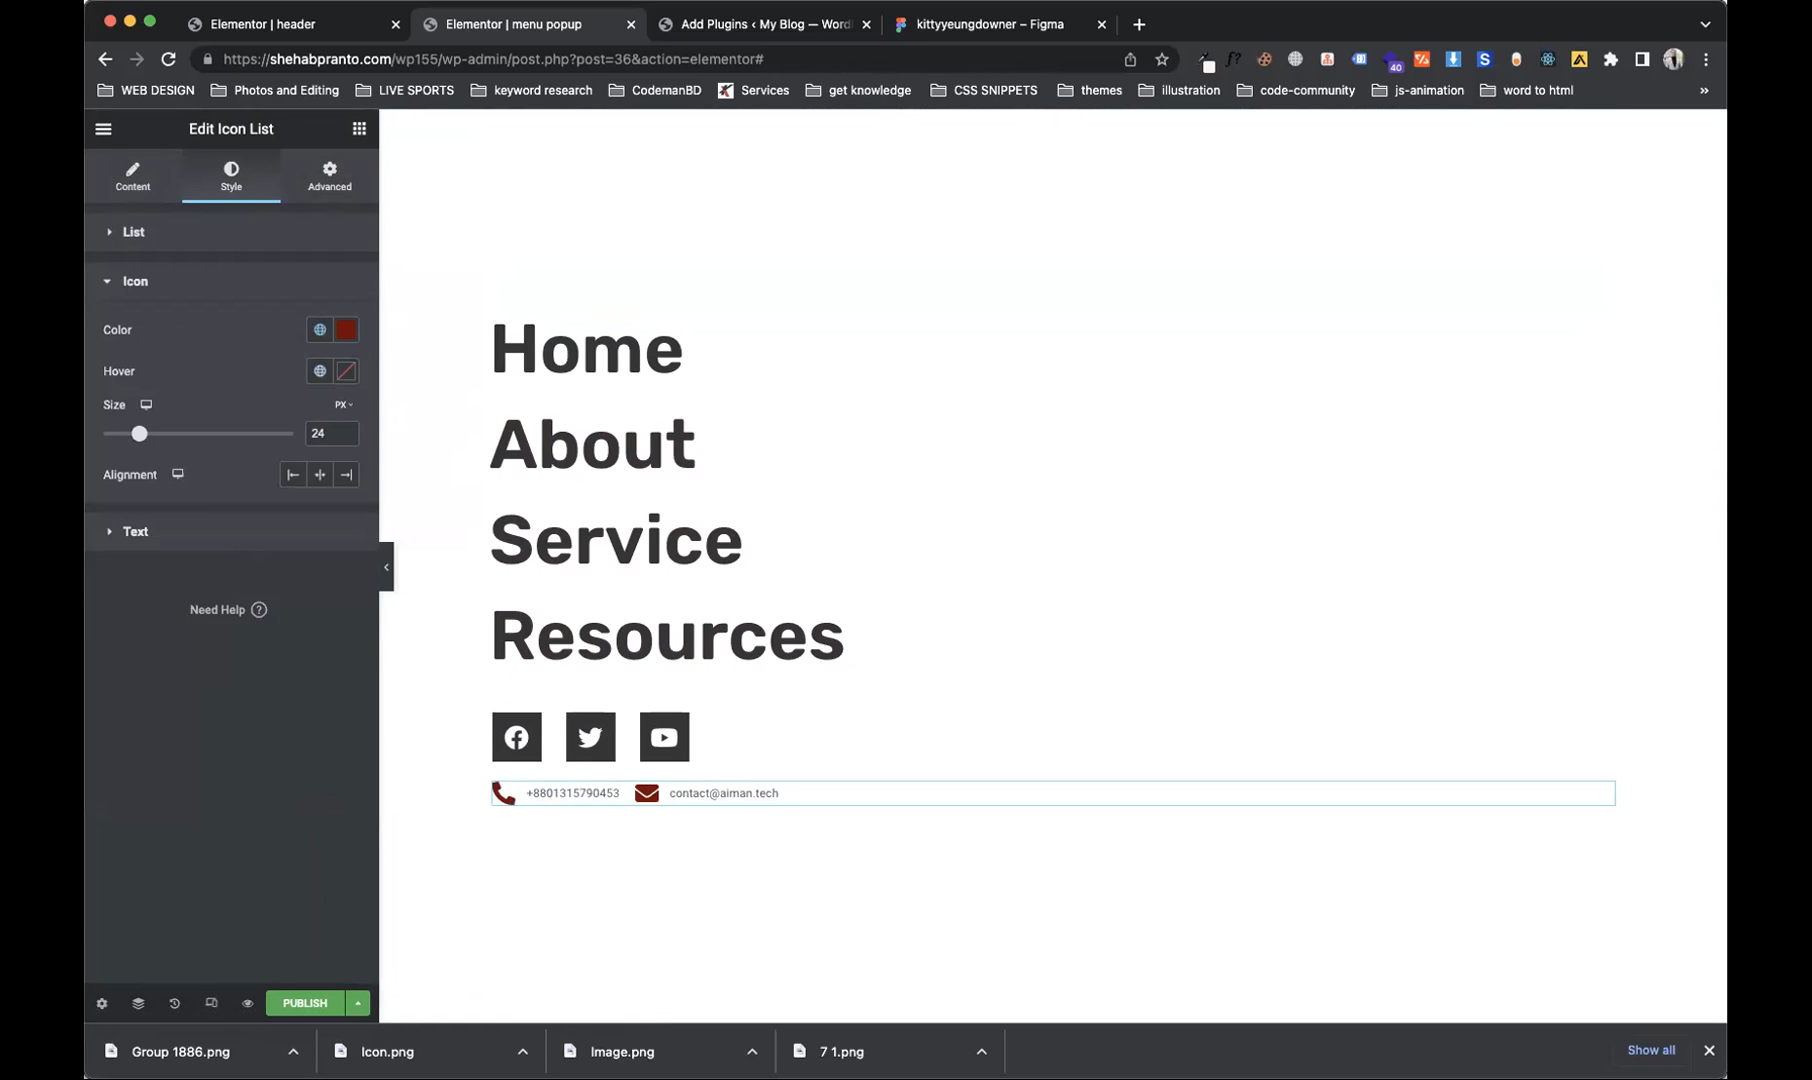 Elementor | header
Elementor | menu popup
Add Plugins ‹ My Blog — Word
kittyyeungdowner – Figma
https://shehabpranto.com/wp155/wp-admin/post.php?post=36&action=elementor#
40
WEB DESIGN
Photos and Editing
LIVE SPORTS
keyword research
CodemanBD
Services
get knowledge
CSS SNIPPETS
themes
illustration
code-community
js-animation
word to html
»
Edit Icon List
Content
Style
Advanced
List
Icon
Color
Hover
Size
PX
24
Alignment
Text
Need Help ?
PUBLISH
Home
About
Service
Resources
+8801315790453
contact@aiman.tech
Group 1886.png
Icon.png
Image.png
7 1.png
Show all